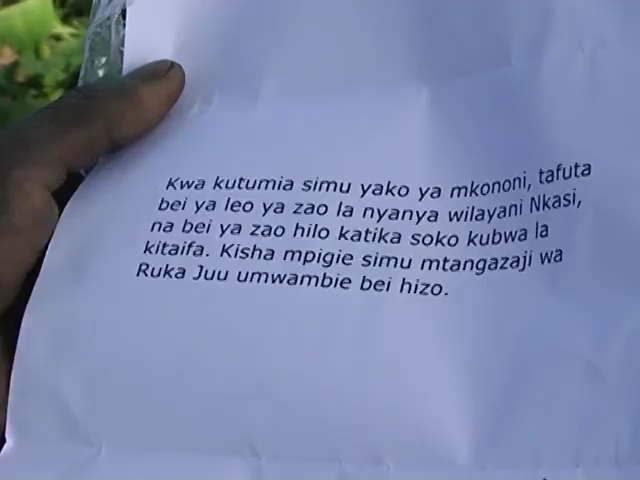 Kwa kutumia simu yako ya mkononi, tafuta
bei ya leo ya zao la nyanya wilayani Nkasi,
na bei ya zao hilo katika soko kubwa la
kitaifa. Kisha mpigie simu mtangazaji wa
Ruka Juu umwambie bei hizo.